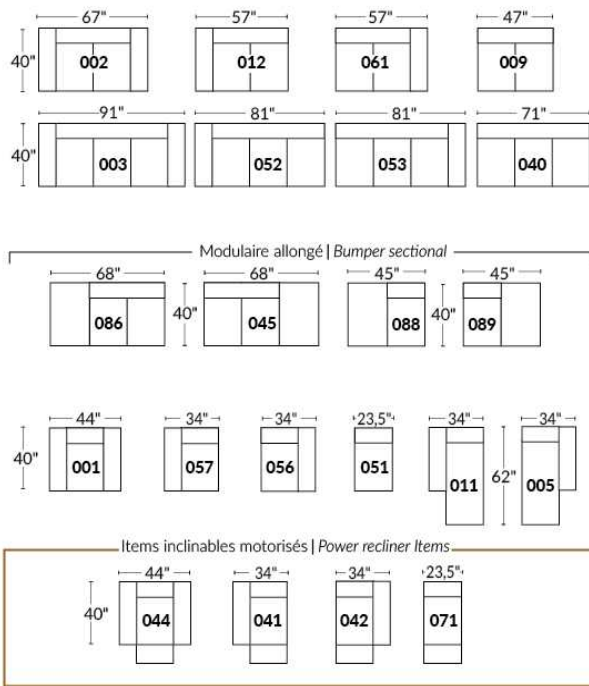 67" 57" 57" 47"
40" 002 012 061 009
91" 81" 81" 71"
40" 003 052 053 040
Modulaire allongé | Bumper sectional
68" 68" 45" 45"
086 40" 045 088 40" 089
44" 34" 34" 23,5" 34" 34"
40" 001 057 056 051 011 62" 005
Items inclinables motorisés | Power recliner Items
44" 34" 34" 23,5"
40" 044 041 042 071